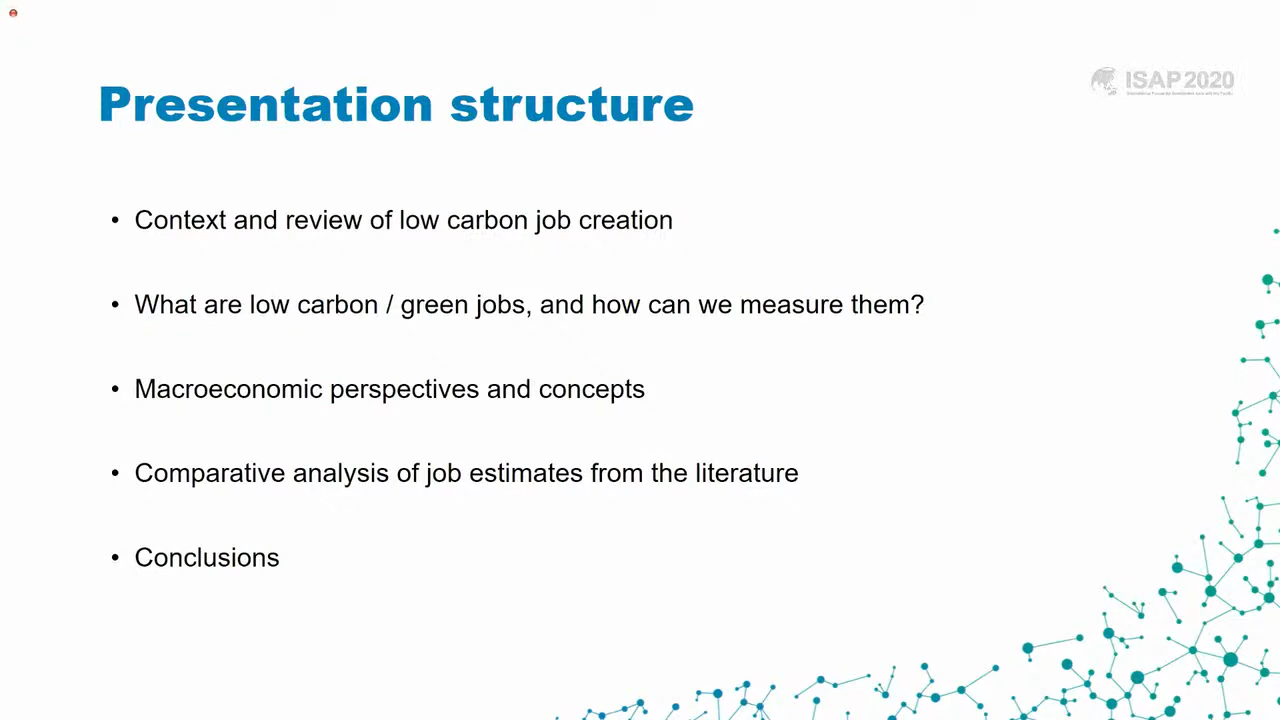 ISAP 2020
Presentation structure
• Context and review of low carbon job creation
• What are low carbon / green jobs, and how can we measure them?
• Macroeconomic perspectives and concepts
• Comparative analysis of job estimates from the literature
• Conclusions